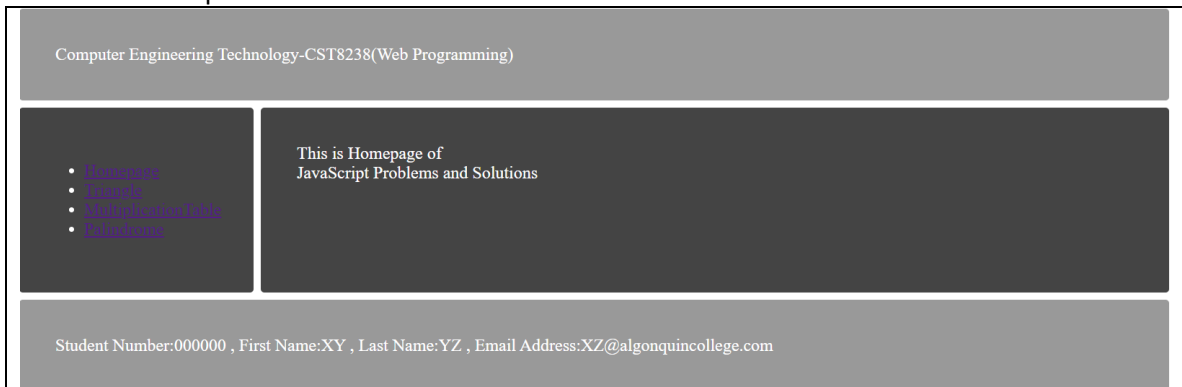 Computer Engineering Technology-CST8238(Web Programming)
Homepage
Triangle
MultiplicationTable
Palindrome
This is Homepage of
JavaScript Problems and Solutions
Student Number:000000 , First Name:XY , Last Name:YZ , Email Address:XZ@algonquincollege.com